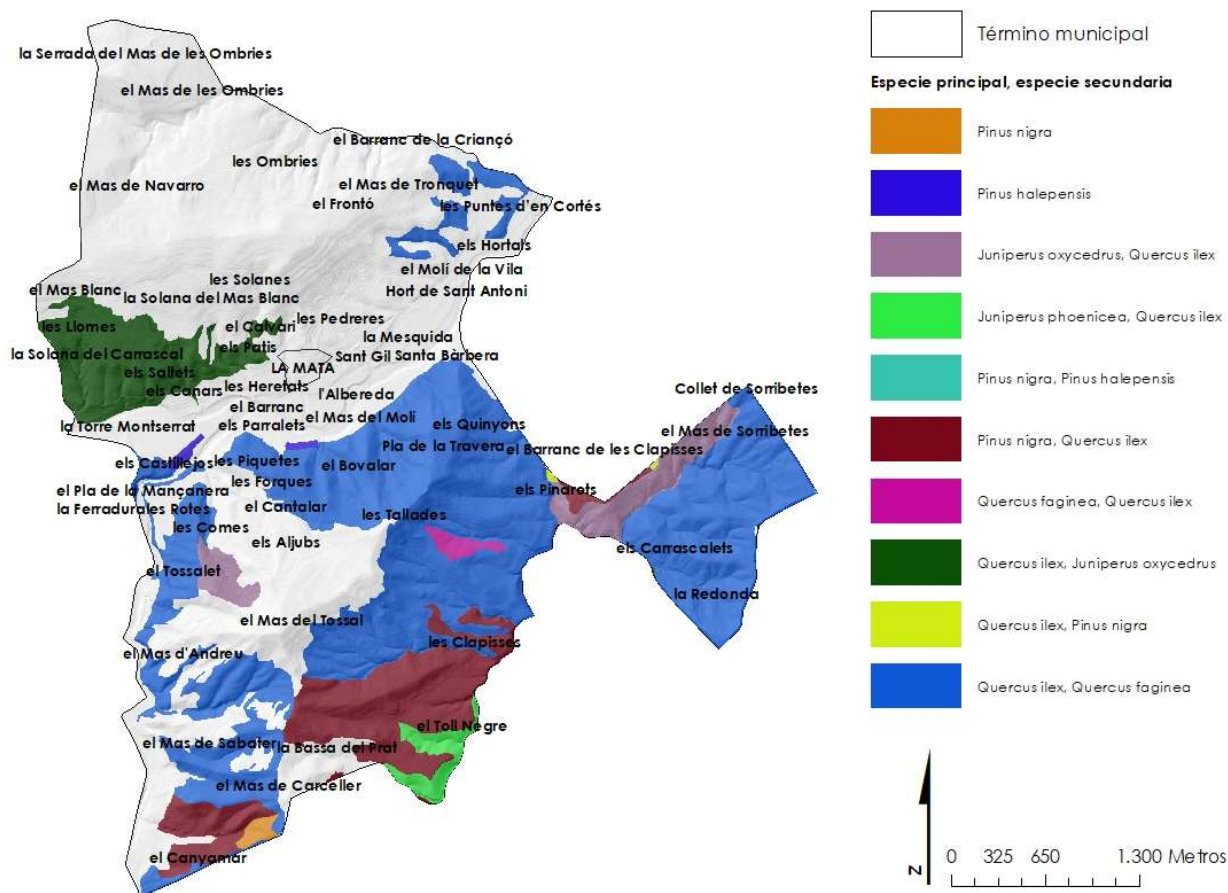 la Serrada del Mas de les Ombries
el Mas de les Ombries
el Barranc de la Criançó
les Ombries
el Mas de Navarro
el Mas de Tronquet
el Frontó
les Puntes d'en Cortés
els Hortals
el Molí de la Vila
les Solanes
el Mas Blanc
la Solana del Mas Blanc
Hort de Sant Antoni
les Pedreres
les Llomes
el Calvari
la Mesquida
la Solana del Carrascal
els Patis
Sant Gil
Santa Bàrbera
els Saltets
LA MATA
els Canars
les Heretats
l'Albereda
Collet de Sorribetes
el Barranc
el Mas del Molí
la Torre Montserrat
els Parralets
els Quinyons
el Mas de Sorribetes
Pla de la Travera
el Barranc de les Clapisses
els Castillejos
les Piquetes
el Bovalar
les Forques
els Pinarets
el Pla de la Mançanera
la Ferradura
les Rotes
el Cantalar
les Tallades
les Comes
els Aljubs
els Carrascalets
el Tossalet
la Redonda
el Mas del Tossal
les Clapisses
el Mas d'Andreu
el Toll Negre
el Mas de Sabater
la Bassa del Prat
el Mas de Carceller
el Canyamar
Término municipal
Especie principal, especie secundaria
Pinus nigra
Pinus halepensis
Juniperus oxycedrus, Quercus ilex
Juniperus phoenicea, Quercus ilex
Pinus nigra, Pinus halepensis
Pinus nigra, Quercus ilex
Quercus faginea, Quercus ilex
Quercus ilex, Juniperus oxycedrus
Quercus ilex, Pinus nigra
Quercus ilex, Quercus faginea
N
0 325 650 1.300 Metros